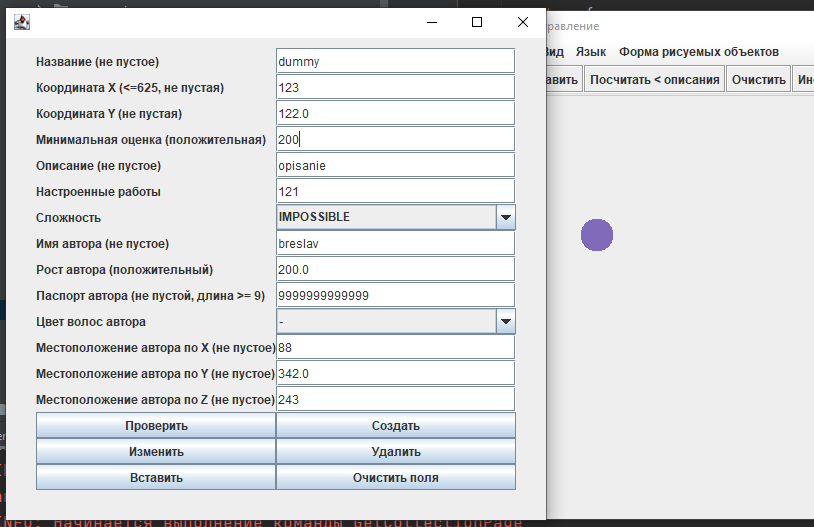 равление
Вид Язык Форма рисуемых объектов
авить Посчитать < описания Очистить
Название (не пустое) dummy
Координата X (<=625, не пустая) 123
Координата Y (не пустая) 122.0
Минимальная оценка (положительная) 200
Описание (не пустое) opisanie
Настроенные работы 121
Сложность IMPOSSIBLE
Имя автора (не пустое) breslav
Рост автора (положительный) 200.0
Паспорт автора (не пустой, длина >= 9) 9999999999999
Цвет волос автора -
Местоположение автора по X (не пустое) 88
Местоположение автора по Y (не пустое) 342.0
Местоположение автора по Z (не пустое) 243
Проверить Создать
Изменить Удалить
Вставить Очистить поля
NFO: Начинается выполнение команды GetCollectionPage